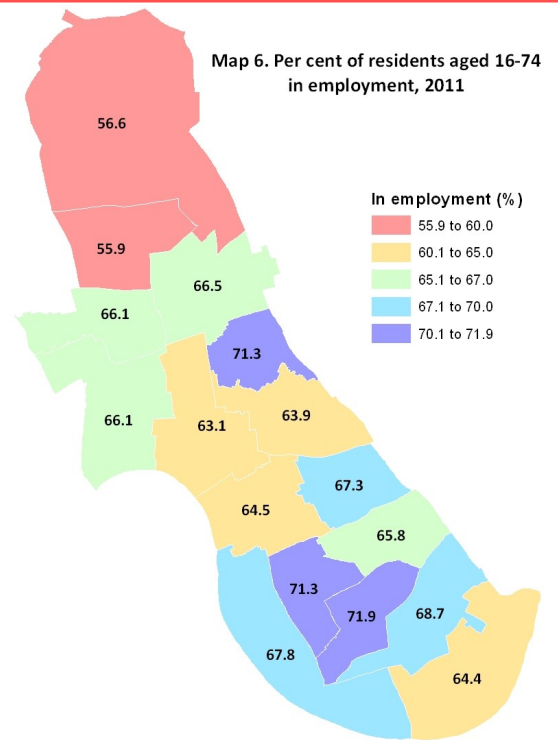 Map 6. Per cent of residents aged 16-74
in employment, 2011
56.6
In employment (%)
55.9 to 60.0
60.1 to 65.0
65.1 to 67.0
67.1 to 70.0
70.1 to 71.9
55.9
66.5
66.1
71.3
66.1
63.1
63.9
67.3
64.5
65.8
71.3
71.9
68.7
67.8
64.4